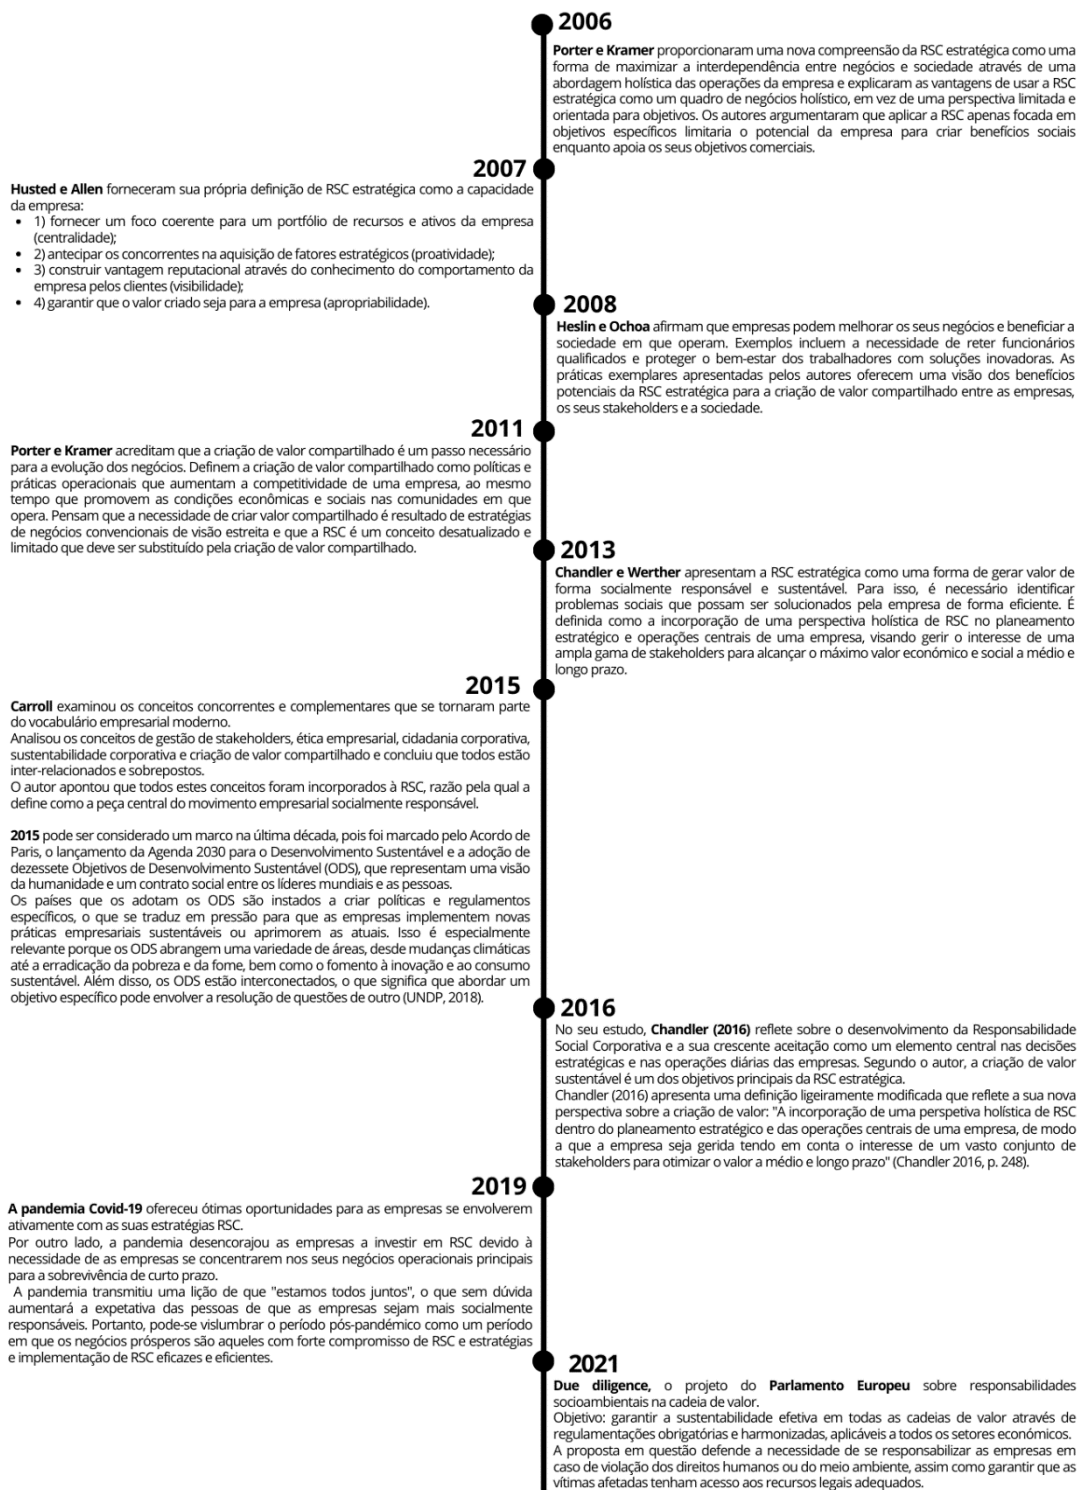 2006
Porter e Kramer proporcionaram uma nova compreensão da RSC estratégica como uma
forma de maximizar a interdependência entre negócios e sociedade através de uma
abordagem holística das operações da empresa e explicaram as vantagens de usar a RSC
estratégica como um quadro de negócios holístico, em vez de uma perspectiva limitada e
orientada para objetivos. Os autores argumentaram que aplicar a RSC apenas focada em
objetivos específicos limitaria o potencial da empresa para criar benefícios sociais
enquanto apoia os seus objetivos comerciais.
2007
Husted e Allen forneceram sua própria definição de RSC estratégica como a capacidade
da empresa:
• 1) fornecer um foco coerente para um portfólio de recursos e ativos da empresa
(centralidade);
• 2) antecipar os concorrentes na aquisição de fatores estratégicos (proatividade);
• 3) construir vantagem reputacional através do conhecimento do comportamento da
empresa pelos clientes (visibilidade);
• 4) garantir que o valor criado seja para a empresa (apropriabilidade).
2008
Heslin e Ochoa afirmam que empresas podem melhorar os seus negócios e beneficiar a
sociedade em que operam. Exemplos incluem a necessidade de reter funcionários
qualificados e proteger o bem-estar dos trabalhadores com soluções inovadoras. As
práticas exemplares apresentadas pelos autores oferecem uma visão dos benefícios
potenciais da RSC estratégica para a criação de valor compartilhado entre as empresas,
os seus stakeholders e a sociedade.
2011
Porter e Kramer acreditam que a criação de valor compartilhado é um passo necessário
para a evolução dos negócios. Definem a criação de valor compartilhado como políticas e
práticas operacionais que aumentam a competitividade de uma empresa, ao mesmo
tempo que promovem as condições econômicas e sociais nas comunidades em que
opera. Pensam que a necessidade de criar valor compartilhado é resultado de estratégias
de negócios convencionais de visão estreita e que a RSC é um conceito desatualizado e
limitado que deve ser substituído pela criação de valor compartilhado.
2013
Chandler e Werther apresentam a RSC estratégica como uma forma de gerar valor de
forma socialmente responsável e sustentável. Para isso, é necessário identificar
problemas sociais que possam ser solucionados pela empresa de forma eficiente. É
definida como a incorporação de uma perspectiva holística de RSC no planeamento
estratégico e operações centrais de uma empresa, visando gerir o interesse de uma
ampla gama de stakeholders para alcançar o máximo valor económico e social a médio e
longo prazo.
2015
Carroll examinou os conceitos concorrentes e complementares que se tornaram parte
do vocabulário empresarial moderno.
Analisou os conceitos de gestão de stakeholders, ética empresarial, cidadania corporativa,
sustentabilidade corporativa e criação de valor compartilhado e concluiu que todos estão
inter-relacionados e sobrepostos.
O autor apontou que todos estes conceitos foram incorporados à RSC, razão pela qual a
define como a peça central do movimento empresarial socialmente responsável.
2015 pode ser considerado um marco na última década, pois foi marcado pelo Acordo de
Paris, o lançamento da Agenda 2030 para o Desenvolvimento Sustentável e a adoção de
dezessete Objetivos de Desenvolvimento Sustentável (ODS), que representam uma visão
da humanidade e um contrato social entre os líderes mundiais e as pessoas.
Os países que os adotam os ODS são instados a criar políticas e regulamentos
específicos, o que se traduz em pressão para que as empresas implementem novas
práticas empresariais sustentáveis ou aprimorem as atuais. Isso é especialmente
relevante porque os ODS abrangem uma variedade de áreas, desde mudanças climáticas
até a erradicação da pobreza e da fome, bem como o fomento à inovação e ao consumo
sustentável. Além disso, os ODS estão interconectados, o que significa que abordar um
objetivo específico pode envolver a resolução de questões de outro (UNDP, 2018).
2016
No seu estudo, Chandler (2016) reflete sobre o desenvolvimento da Responsabilidade
Social Corporativa e a sua crescente aceitação como um elemento central nas decisões
estratégicas e nas operações diárias das empresas. Segundo o autor, a criação de valor
sustentável é um dos objetivos principais da RSC estratégica.
Chandler (2016) apresenta uma definição ligeiramente modificada que reflete a sua nova
perspectiva sobre a criação de valor: "A incorporação de uma perspetiva holística de RSC
dentro do planeamento estratégico e das operações centrais de uma empresa, de modo
a que a empresa seja gerida tendo em conta o interesse de um vasto conjunto de
stakeholders para otimizar o valor a médio e longo prazo" (Chandler 2016, p. 248).
2019
A pandemia Covid-19 ofereceu ótimas oportunidades para as empresas se envolverem
ativamente com as suas estratégias RSC.
Por outro lado, a pandemia desencorajou as empresas a investir em RSC devido à
necessidade de as empresas se concentrarem nos seus negócios operacionais principais
para a sobrevivência de curto prazo.
A pandemia transmitiu uma lição de que "estamos todos juntos", o que sem dúvida
aumentará a expetativa das pessoas de que as empresas sejam mais socialmente
responsáveis. Portanto, pode-se vislumbrar o período pós-pandémico como um período
em que os negócios prósperos são aqueles com forte compromisso de RSC e estratégias
e implementação de RSC eficazes e eficientes.
2021
Due diligence, o projeto do Parlamento Europeu sobre responsabilidades
socioambientais na cadeia de valor.
Objetivo: garantir a sustentabilidade efetiva em todas as cadeias de valor através de
regulamentações obrigatórias e harmonizadas, aplicáveis a todos os setores económicos.
A proposta em questão defende a necessidade de se responsabilizar as empresas em
caso de violação dos direitos humanos ou do meio ambiente, assim como garantir que as
vítimas afetadas tenham acesso aos recursos legais adequados.